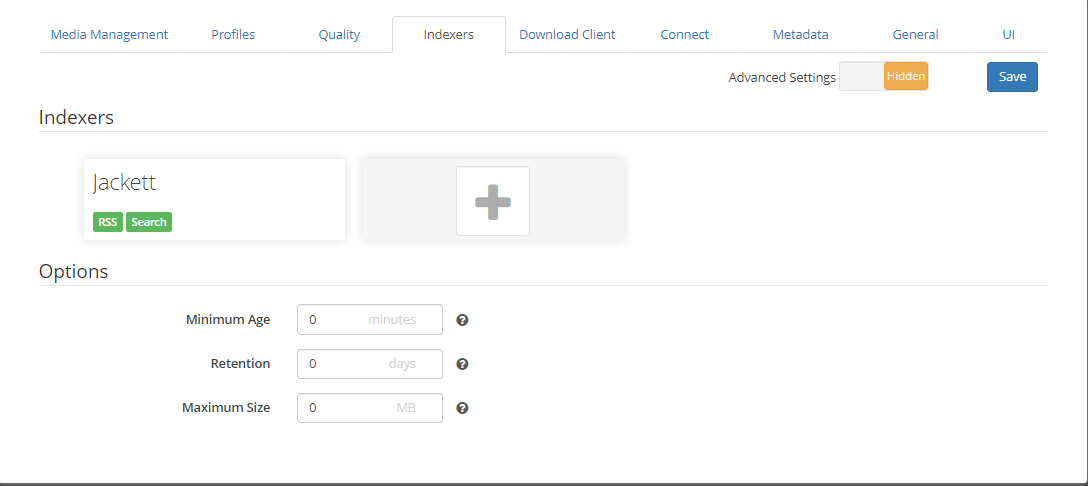 Media Management Profiles Quality Indexers Download Client Connect Metadata General UI
Advanced Settings Hidden Save
Indexers
Jackett
RSS Search
Options
Minimum Age 0 minutes
Retention 0 days
Maximum Size 0 MB